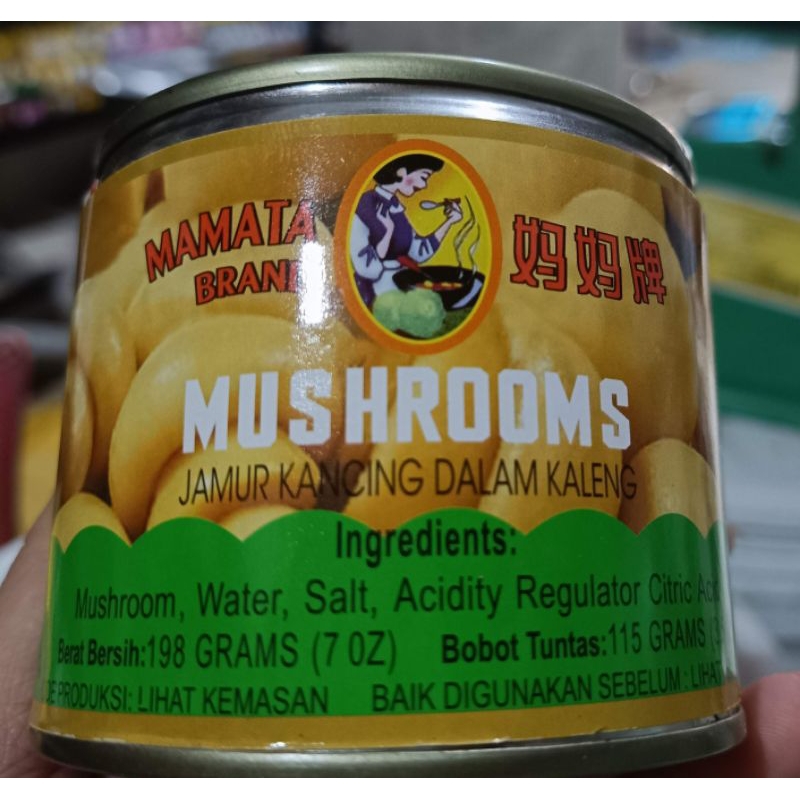 MAMATA
BRAND
妈妈牌
MUSHROOMS
JAMUR KANCING DALAM KALENG
Ingredients:
Mushroom, Water, Salt, Acidity Regulator Citric
Berat Bersih:198 GRAMS (7 OZ) Bobot Tuntas:115 GRAMS
PRODUKSI: LIHAT KEMASAN BAIK DIGUNAKAN SEBELUM :